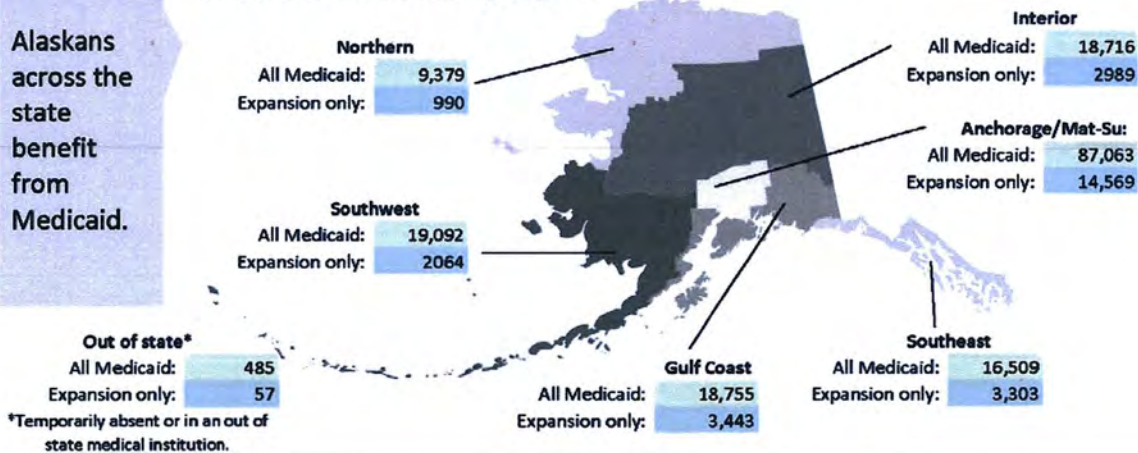 Alaskans
across the
state
benefit
from
Medicaid.
Northern
All Medicaid: 9,379
Expansion only: 990
Interior
All Medicaid: 18,716
Expansion only: 2989
Anchorage/Mat-Su:
All Medicaid: 87,063
Expansion only: 14,569
Southwest
All Medicaid: 19,092
Expansion only: 2064
Out of state*
All Medicaid: 485
Expansion only: 57
*Temporarily absent or in an out of
state medical institution.
Gulf Coast
All Medicaid: 18,755
Expansion only: 3,443
Southeast
All Medicaid: 16,509
Expansion only: 3,303